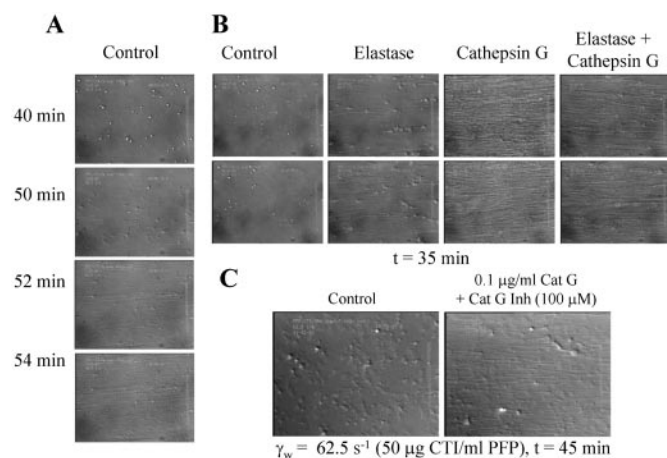 A
Control
40 min
50 min
52 min
54 min
B
Control
Elastase
Cathepsin G
Elastase +
Cathepsin G
t = 35 min
C
Control
0.1 μg/ml Cat G
+ Cat G Inh (100 μM)
γw = 62.5 s⁻¹ (50 μg CTI/ml PFP), t = 45 min